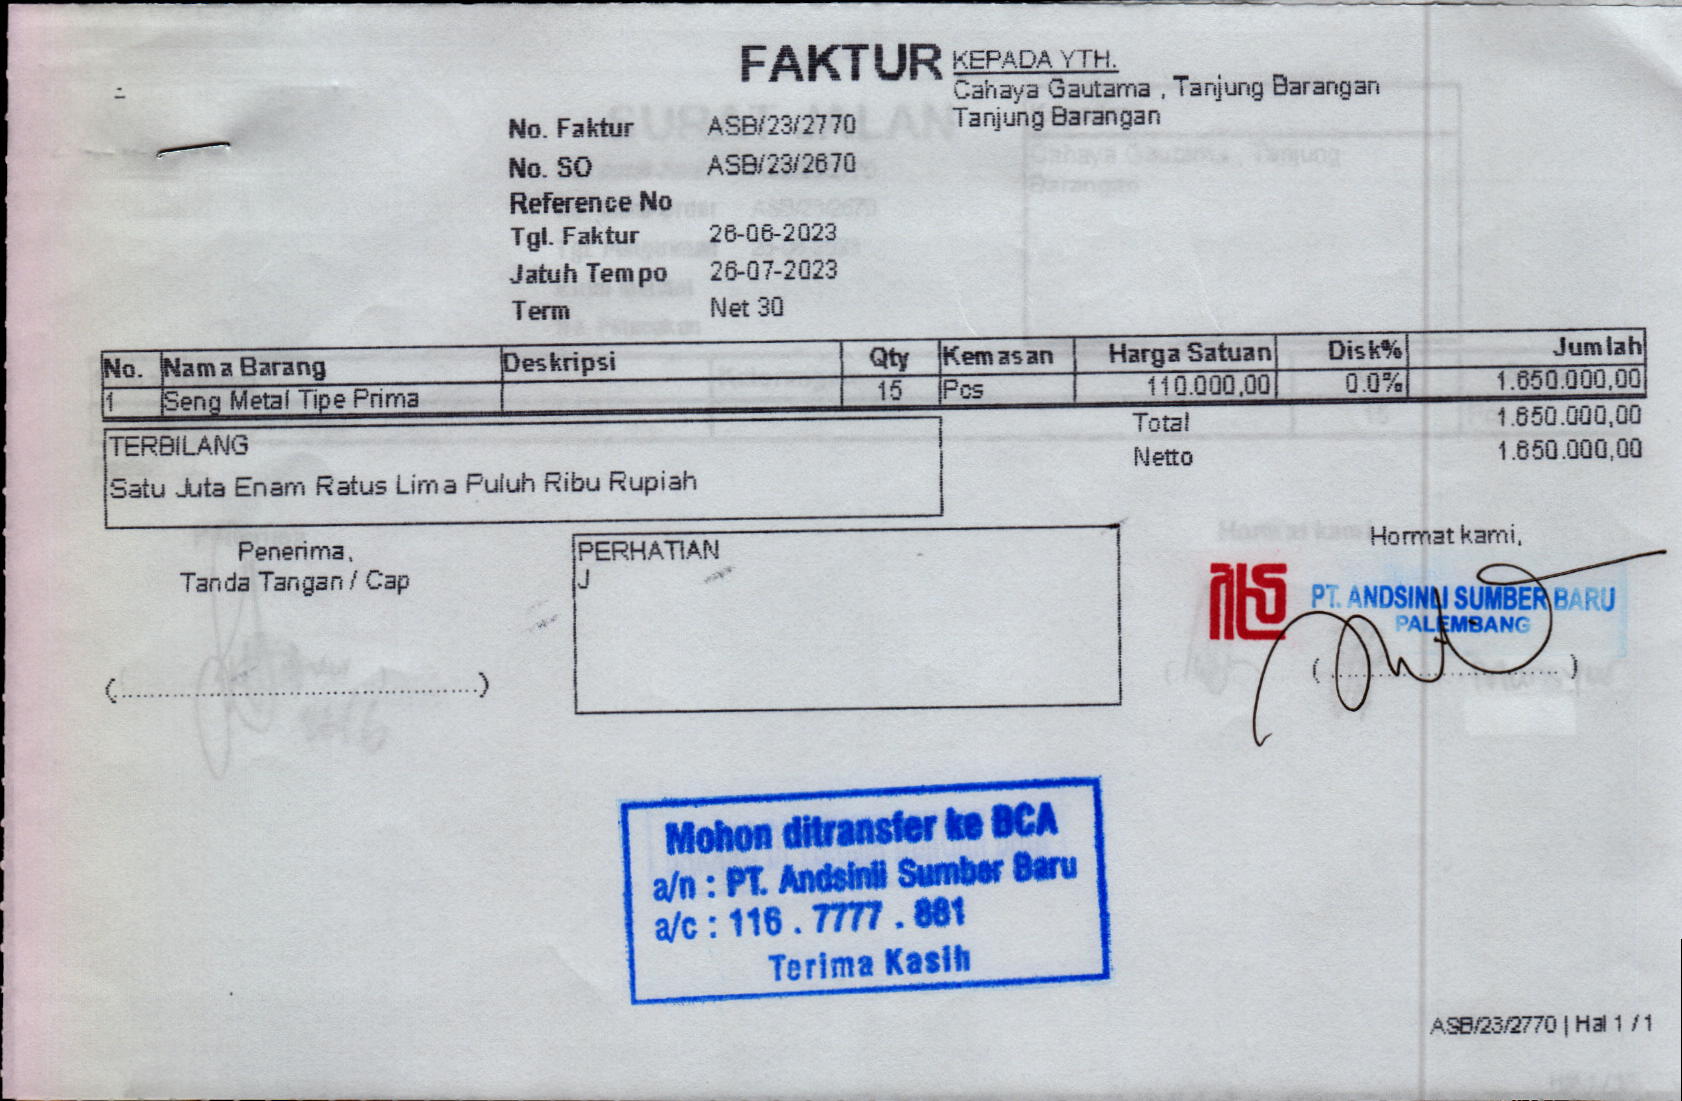 FAKTUR
KEPADA YTH.
Cahaya Gautama , Tanjung Barangan
Tanjung Barangan
No. Faktur ASB/23/2770
No. SO ASB/23/2670
Reference No
Tgl. Faktur 26-06-2023
Jatuh Tempo 26-07-2023
Term Net 30
No. Nama Barang Deskripsi Qty Kemasan Harga Satuan Disk% Jumlah
1 Seng Metal Tipe Prima 15 Pcs 110.000,00 0.0% 1.650.000,00
Total 1.650.000,00
Netto 1.650.000,00
TERBILANG
Satu Juta Enam Ratus Lima Puluh Ribu Rupiah
Penerima,
Tanda Tangan / Cap
(........................................................)
PERHATIAN
J
Hormat kami,
PT. ANDSINII SUMBER BARU
PALEMBANG
(........................................)
Mohon ditransfer ke BCA
a/n : PT. Andsinii Sumber Baru
a/c : 116 . 7777 . 881
Terima Kasih
ASB/23/2770 | Hal 1 / 1